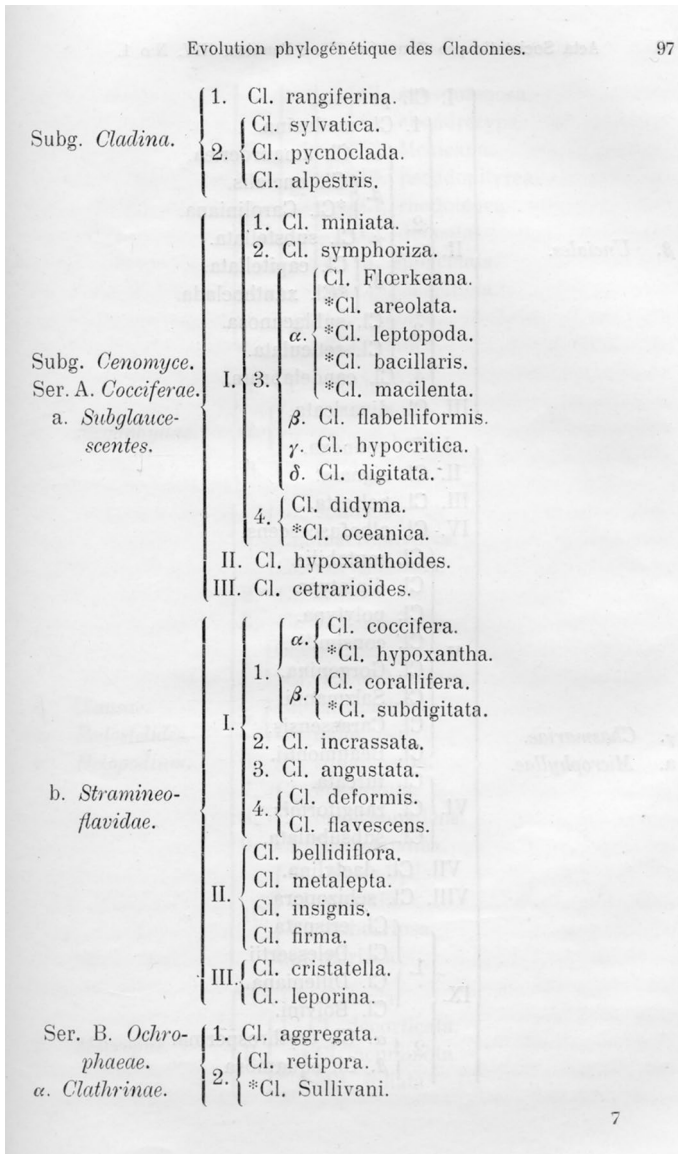 Evolution phylogénétique des Cladonies. 97
1. Cl. rangiferina.
Cl. sylvatica.
Subg. Cladina.
2. Cl. pycnoclada.
Cl. alpestris.
1. Cl. miniata.
2. Cl. symphoriza.
Cl. Flœrkeana.
*Cl. areolata.
α. *Cl. leptopoda.
Subg. Cenomyce. *Cl. bacillaris.
Ser. A. Cocciferae. I. 3. *Cl. macilenta.
a. Subglauce- β. Cl. flabelliformis.
scentes. γ. Cl. hypocritica.
δ. Cl. digitata.
4. Cl. didyma.
*Cl. oceanica.
II. Cl. hypoxanthoides.
III. Cl. cetrarioides.
α. Cl. coccifera.
*Cl. hypoxantha.
1.
β. Cl. corallifera.
*Cl. subdigitata.
I.
2. Cl. incrassata.
3. Cl. angustata.
b. Stramineo- 4. Cl. deformis.
flavidae. Cl. flavescens.
Cl. bellidiflora.
Cl. metalepta.
II. Cl. insignis.
Cl. firma.
III. Cl. cristatella.
Cl. leporina.
Ser. B. Ochro- 1. Cl. aggregata.
phaeae. 2. Cl. retipora.
α. Clathrinae. *Cl. Sullivani.
7